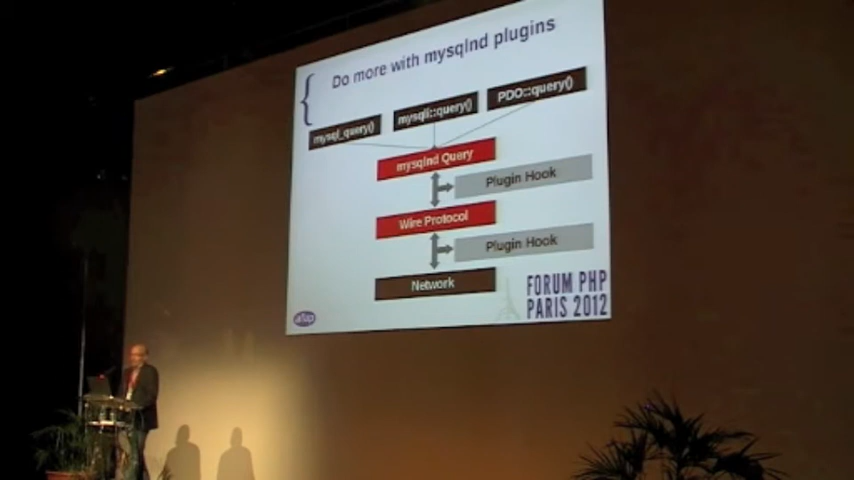 Do more with mysqlnd plugins
mysql_query()
mysqli::query()
PDO::query()
mysqlnd Query
Plugin Hook
Wire Protocol
Plugin Hook
Network
FORUM PHP
PARIS 2012
afup